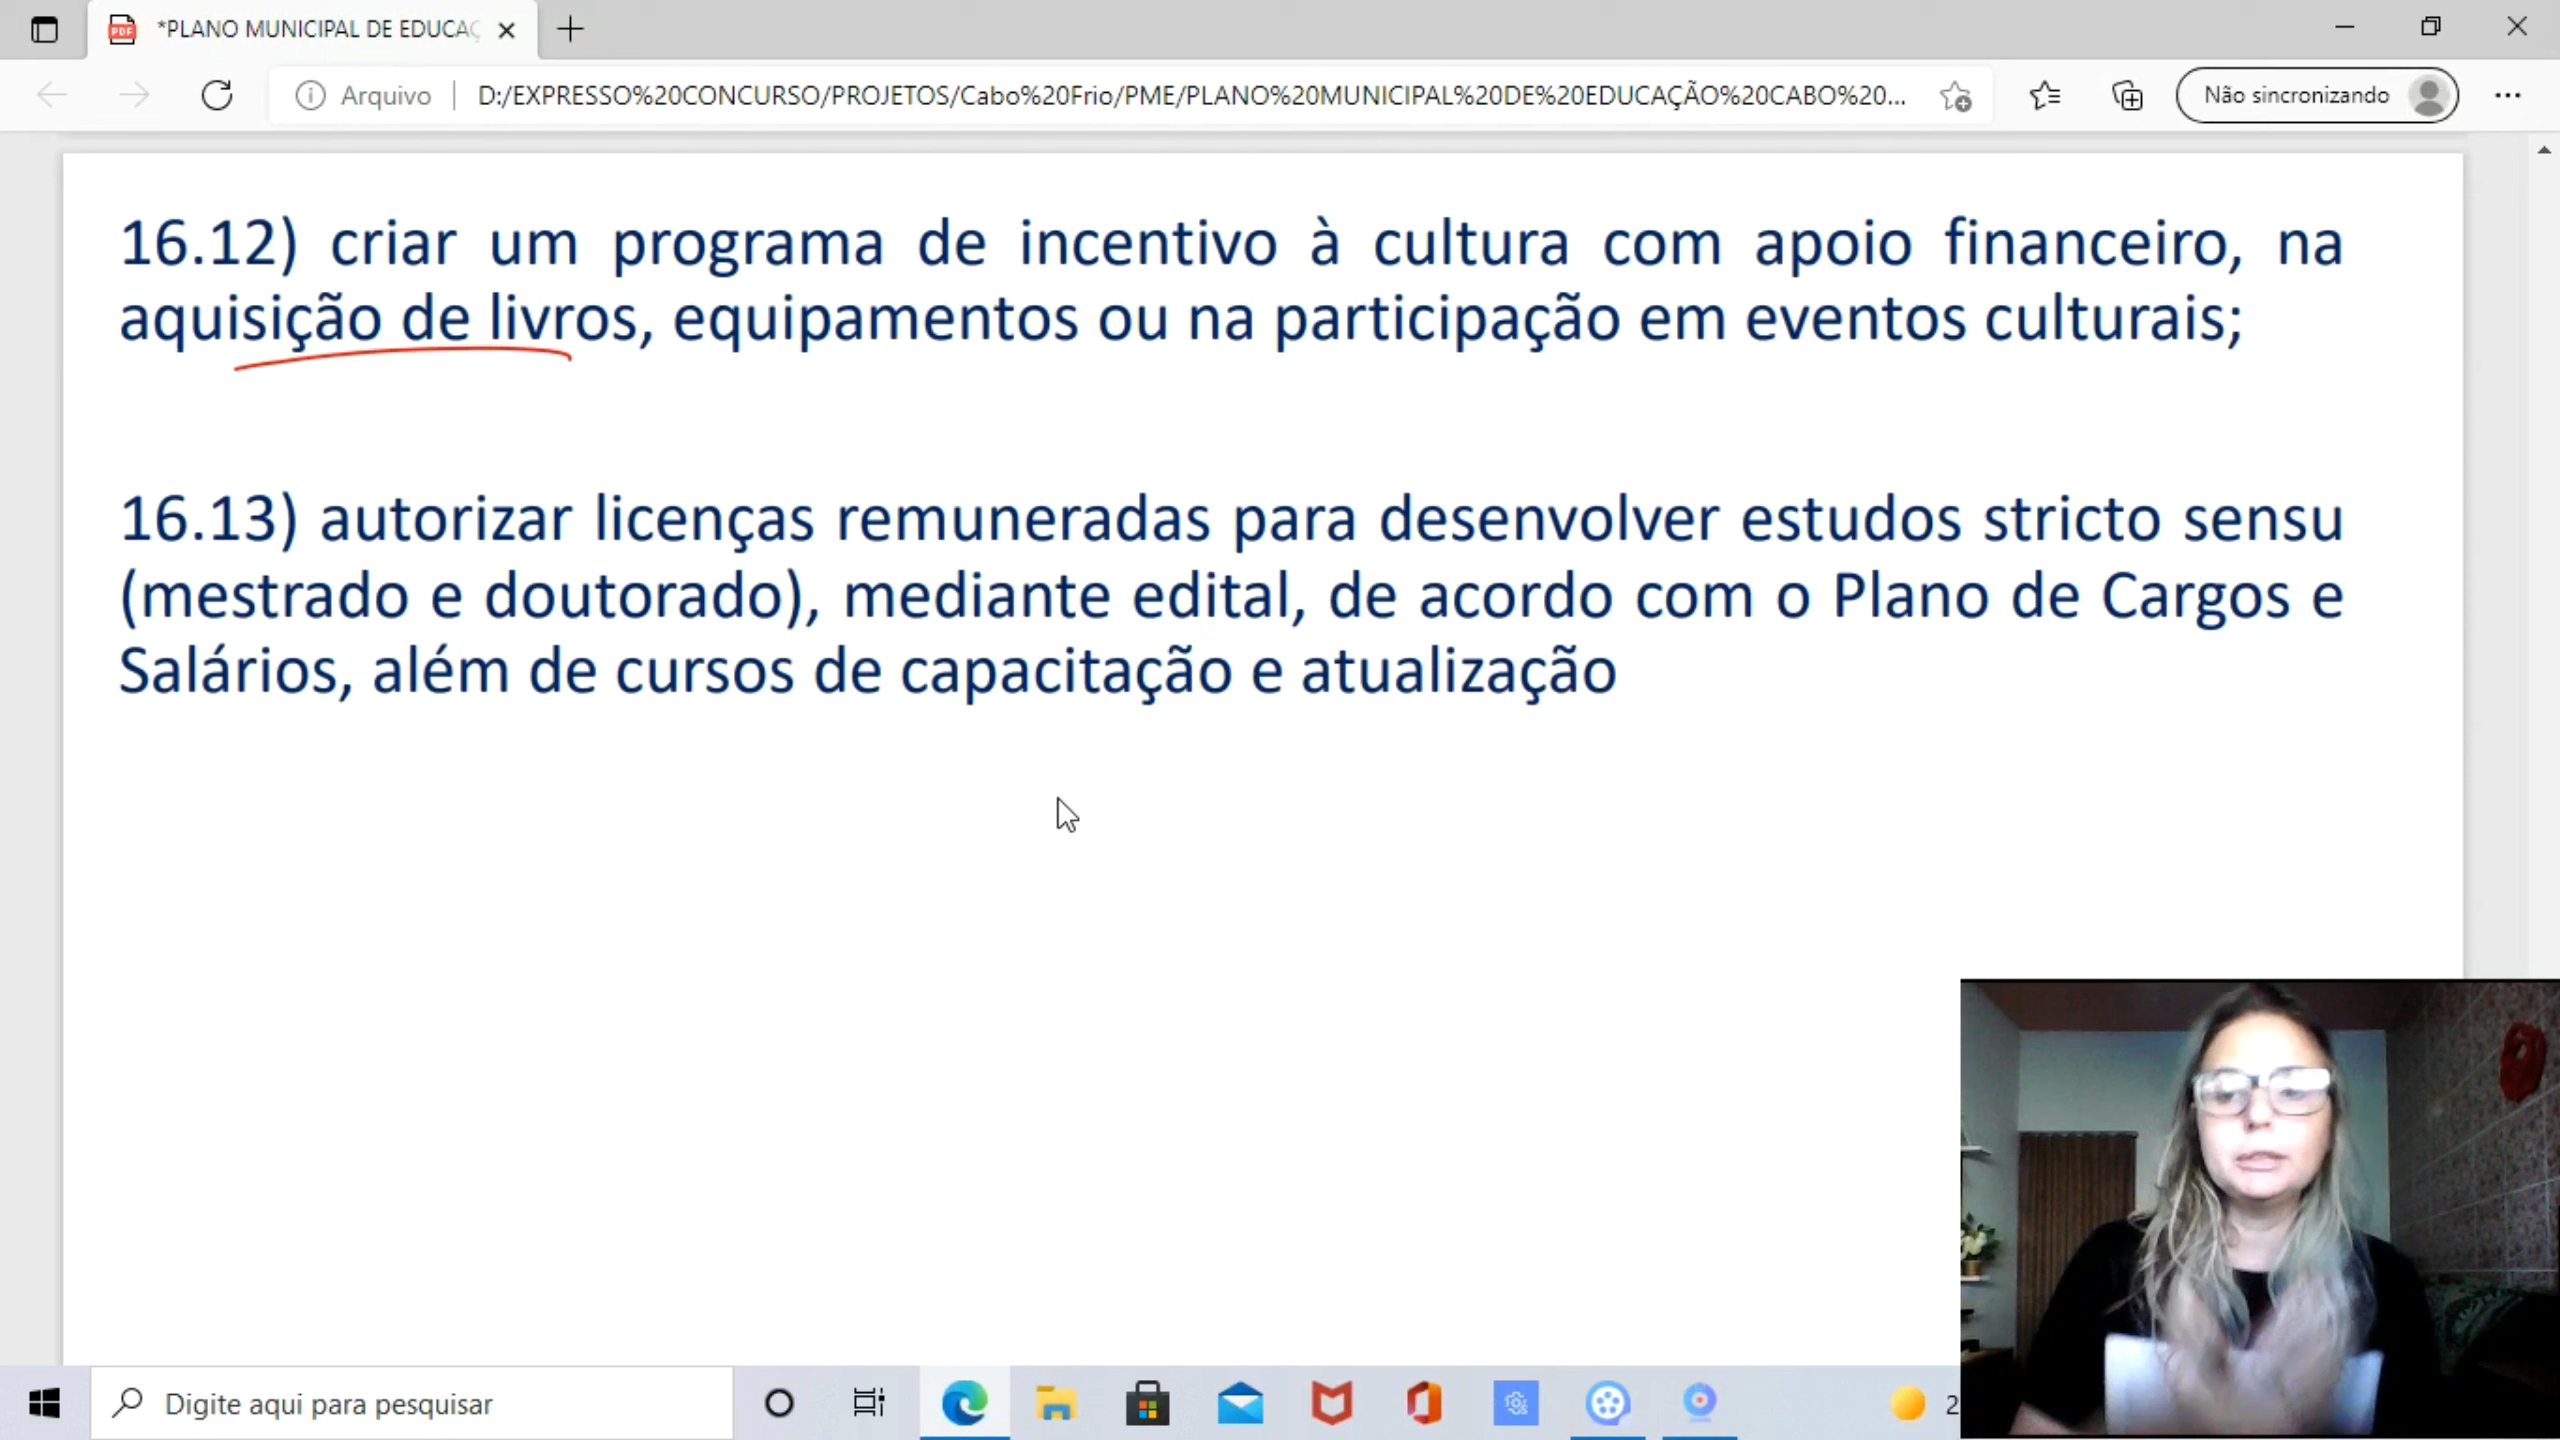 *PLANO MUNICIPAL DE EDUCAÇ
Arquivo
D:/EXPRESSO%20CONCURSO/PROJETOS/Cabo%20Frio/PME/PLANO%20MUNICIPAL%20DE%20EDUCAÇÃO%20CABO%20...
Não sincronizando
16.12) criar um programa de incentivo à cultura com apoio financeiro, na
aquisição de livros, equipamentos ou na participação em eventos culturais;
16.13) autorizar licenças remuneradas para desenvolver estudos stricto sensu
(mestrado e doutorado), mediante edital, de acordo com o Plano de Cargos e
Salários, além de cursos de capacitação e atualização
Digite aqui para pesquisar
2